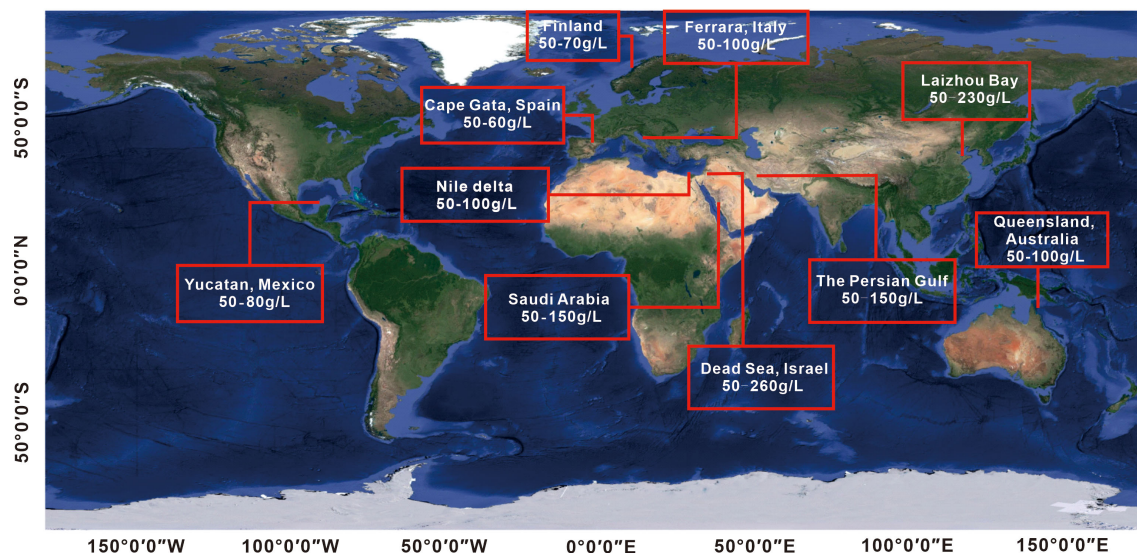 Finland
50-70g/L
Ferrara, Italy
50-100g/L
Laizhou Bay
50-230g/L
Cape Gata, Spain
50-60g/L
Nile delta
50-100g/L
Queensland,
Australia
50-100g/L
Yucatan, Mexico
50-80g/L
Saudi Arabia
50-150g/L
The Persian Gulf
50-150g/L
Dead Sea, Israel
50-260g/L
50°0′0″S
0°0′0″N
50°0′0″S
150°0′0″W
100°0′0″W
50°0′0″W
0°0′0″E
50°0′0″E
100°0′0″E
150°0′0″E